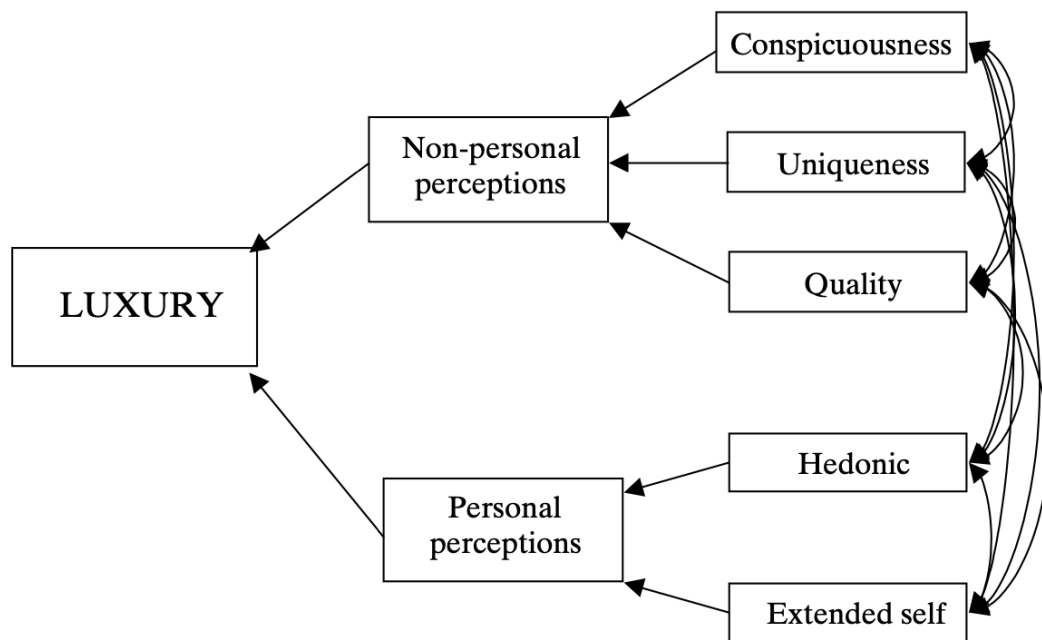 Conspicuousness
Non-personal
perceptions
Uniqueness
Quality
LUXURY
Hedonic
Personal
perceptions
Extended self